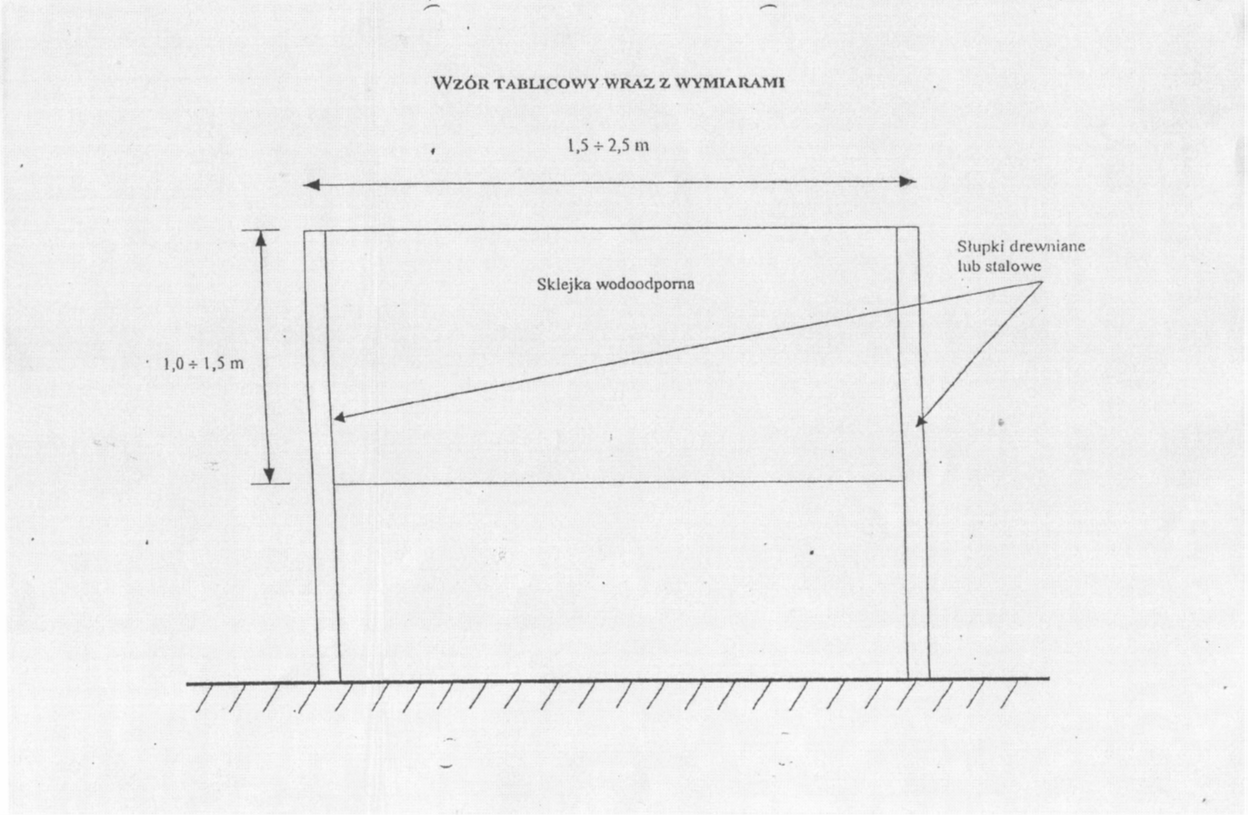 WZÓR TABLICOWY WRAZ Z WYMIARAMI
1,5 ÷ 2,5 m
Słupki drewniane
lub stalowe
Sklejka wodoodporna
1,0 ÷ 1,5 m